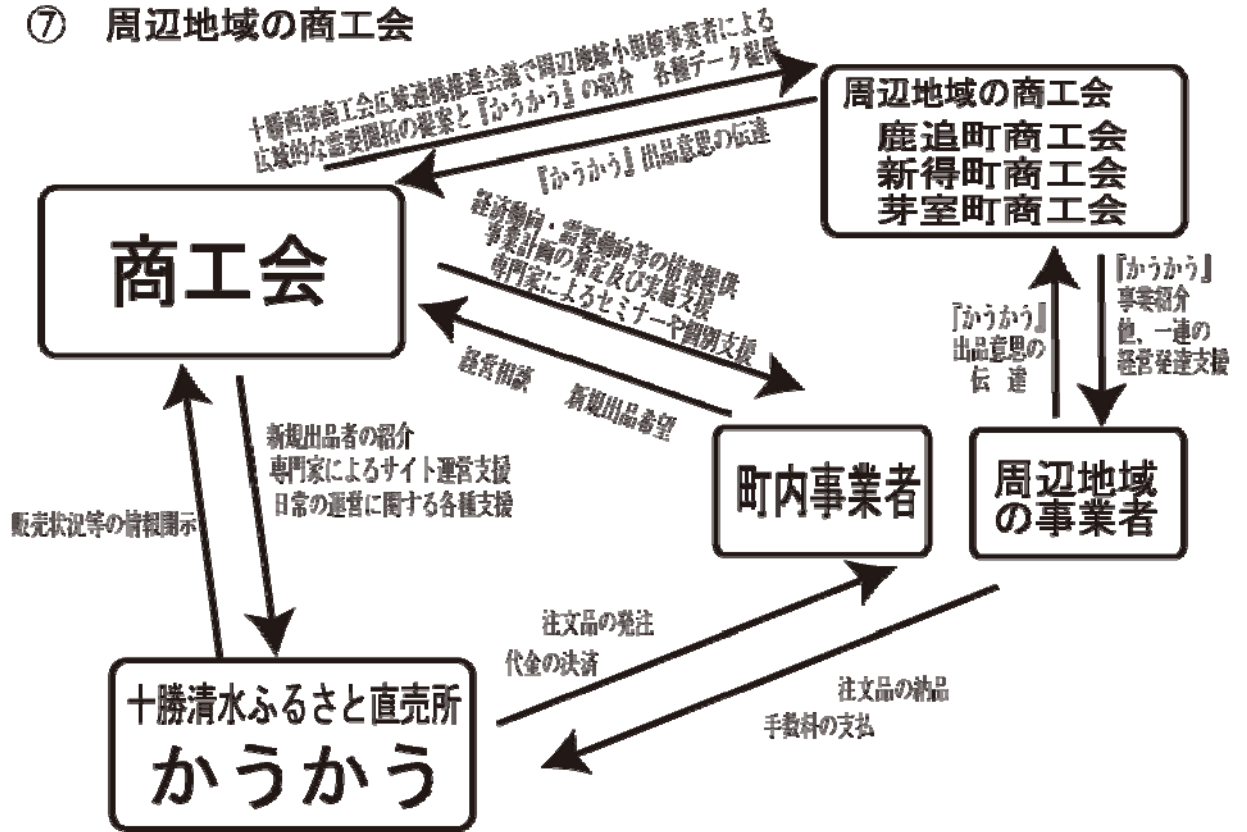 ⑦ 周辺地域の商工会
十勝西部商工会広域連携推進会議で周辺地域小規模事業者による
広域的な需要開拓の提案と『かうかう』の紹介 各種データ提供
『かうかう』出品意思の伝達
周辺地域の商工会
鹿追町商工会
新得町商工会
芽室町商工会
商工会
経済動向・需要動向等の情報提供
事業計画の策定及び実施支援
専門家によるセミナーや個別支援
経営相談 新規出品希望
『かうかう』
出品意思の
伝 達
『かうかう』
事業紹介
他、一連の
経営発達支援
新規出品者の紹介
専門家によるサイト運営支援
日常の運営に関する各種支援
販売状況等の情報開示
町内事業者
周辺地域
の事業者
注文品の発注
代金の決済
注文品の納品
手数料の支払
十勝清水ふるさと直売所
かうかう